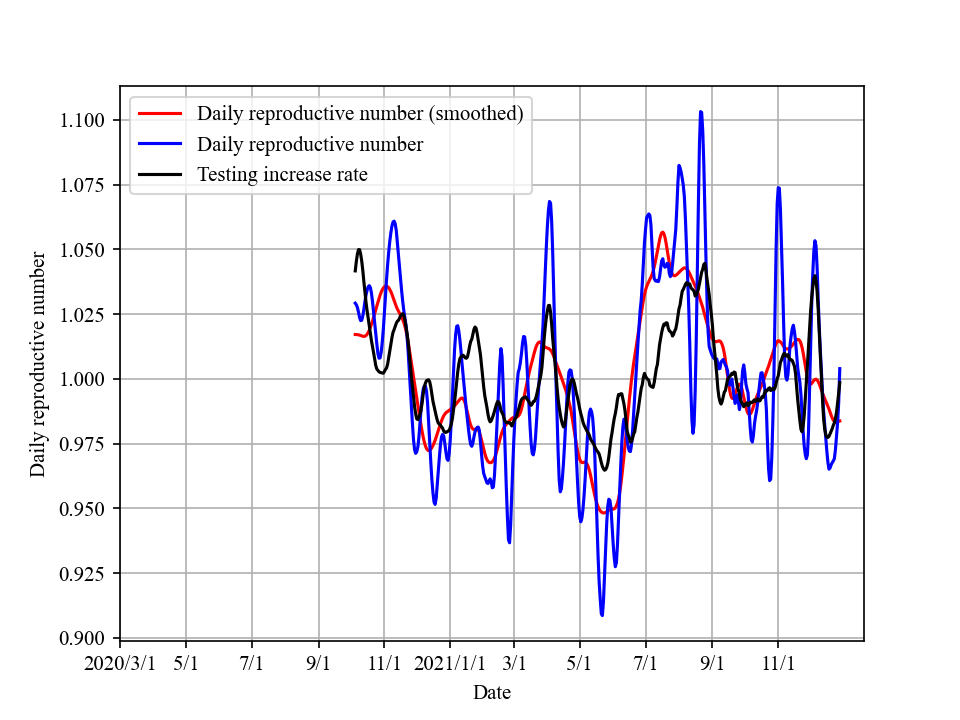 Daily reproductive number (smoothed)
Daily reproductive number
Testing increase rate
1.100
1.075
1.050
1.025
1.000
0.975
0.950
0.925
0.900
Daily reproductive number
2020/3/1 5/1 7/1 9/1 11/1 2021/1/1 3/1 5/1 7/1 9/1 11/1
Date